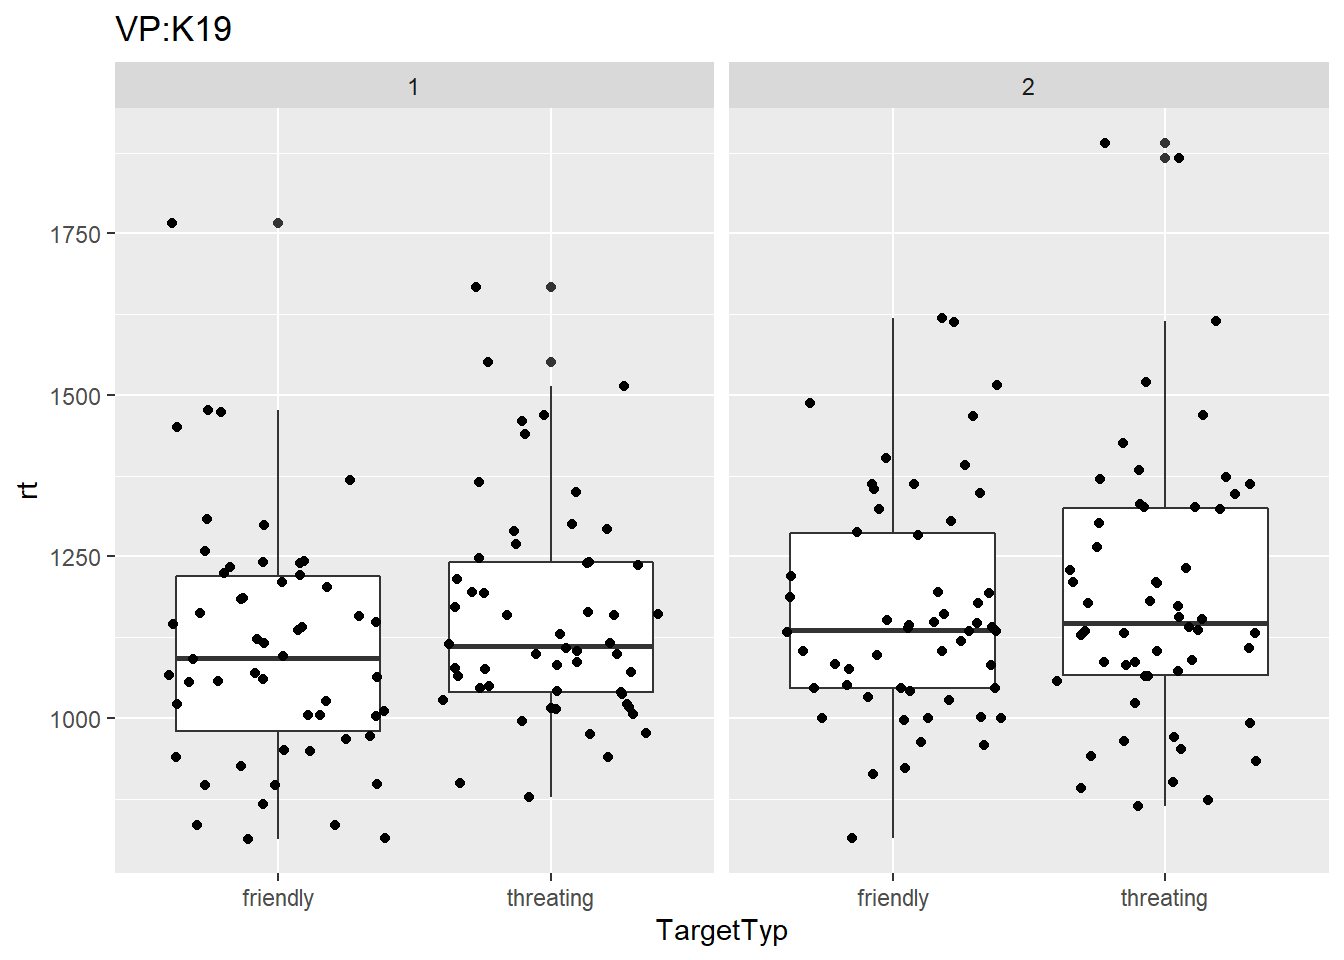 VP:K19
1 2
1750
1500
1250
1000
rt
friendly threating friendly threating
TargetTyp